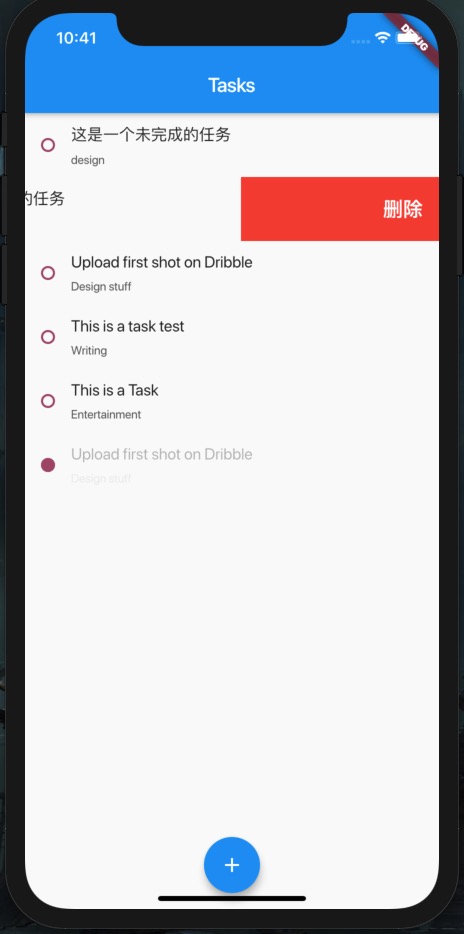 10:41
DEBUG
Tasks
这是一个未完成的任务
design
的任务
删除
Upload first shot on Dribble
Design stuff
This is a task test
Writing
This is a Task
Entertainment
Upload first shot on Dribble
Design stuff